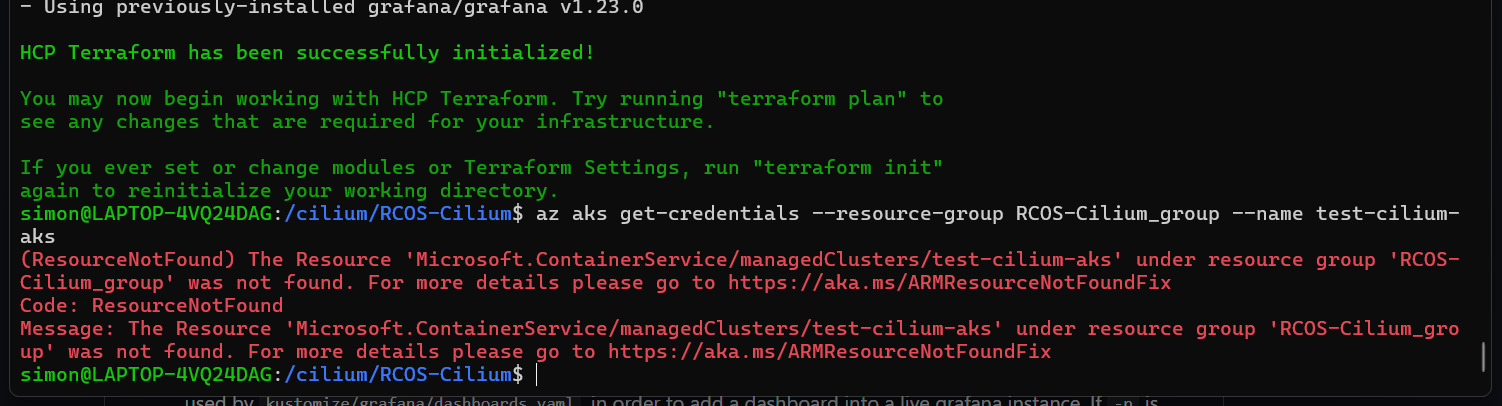 - Using previously-installed grafana/grafana v1.23.0
HCP Terraform has been successfully initialized!
You may now begin working with HCP Terraform. Try running "terraform plan" to
see any changes that are required for your infrastructure.
If you ever set or change modules or Terraform Settings, run "terraform init"
again to reinitialize your working directory.
simon@LAPTOP-4VQ24DAG:/cilium/RCOS-Cilium$ az aks get-credentials --resource-group RCOS-Cilium_group --name test-cilium-
aks
(ResourceNotFound) The Resource 'Microsoft.ContainerService/managedClusters/test-cilium-aks' under resource group 'RCOS-
Cilium_group' was not found. For more details please go to https://aka.ms/ARMResourceNotFoundFix
Code: ResourceNotFound
Message: The Resource 'Microsoft.ContainerService/managedClusters/test-cilium-aks' under resource group 'RCOS-Cilium_gro
up' was not found. For more details please go to https://aka.ms/ARMResourceNotFoundFix
simon@LAPTOP-4VQ24DAG:/cilium/RCOS-Cilium$
used by kustomize/grafana/dashboards.yaml in order to add a dashboard into a live grafana instance. If -n is